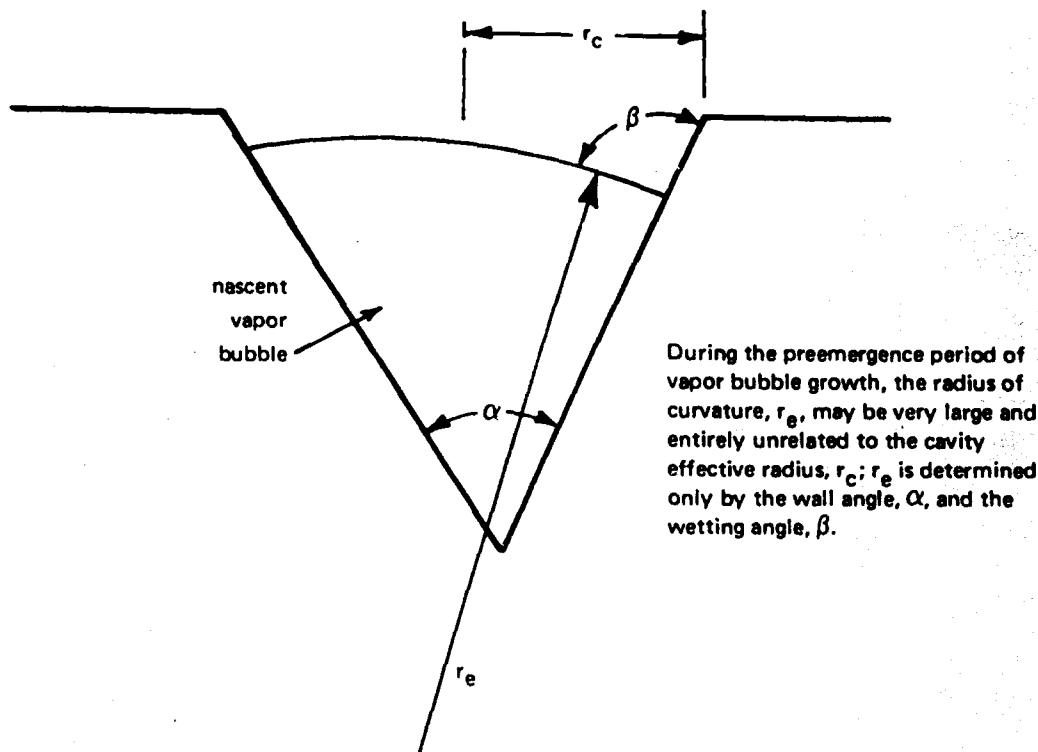 r_c
β
nascent
vapor
bubble
α
During the preemergence period of
vapor bubble growth, the radius of
curvature, r_e, may be very large and
entirely unrelated to the cavity
effective radius, r_c; r_e is determined
only by the wall angle, α, and the
wetting angle, β.
r_e